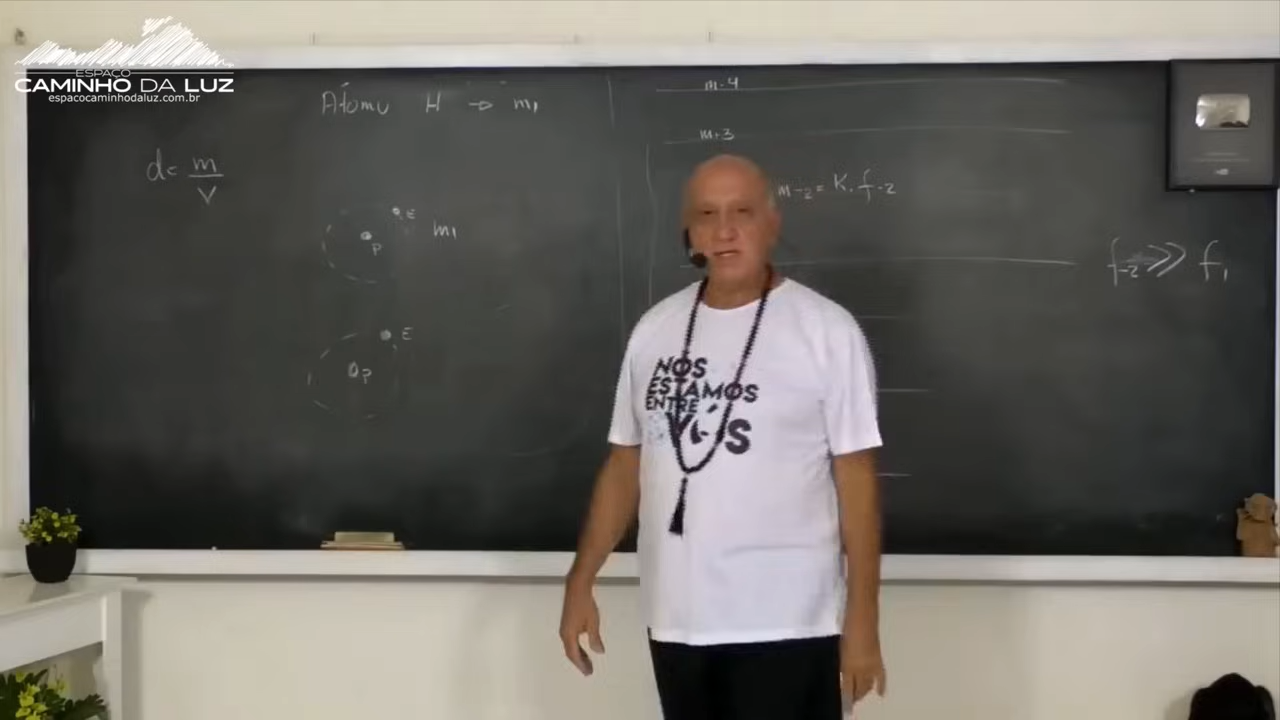 ESPAÇO
CAMINHO DA LUZ
espacocaminhodaluz.com.br
Átomo H → m₁
d = m/v
E
P
m₁
E
P
m-4
m+3
m-2 = K. f-2
f-2 >> f₁
NÓS
ESTAMOS
ENTRE
VÓS